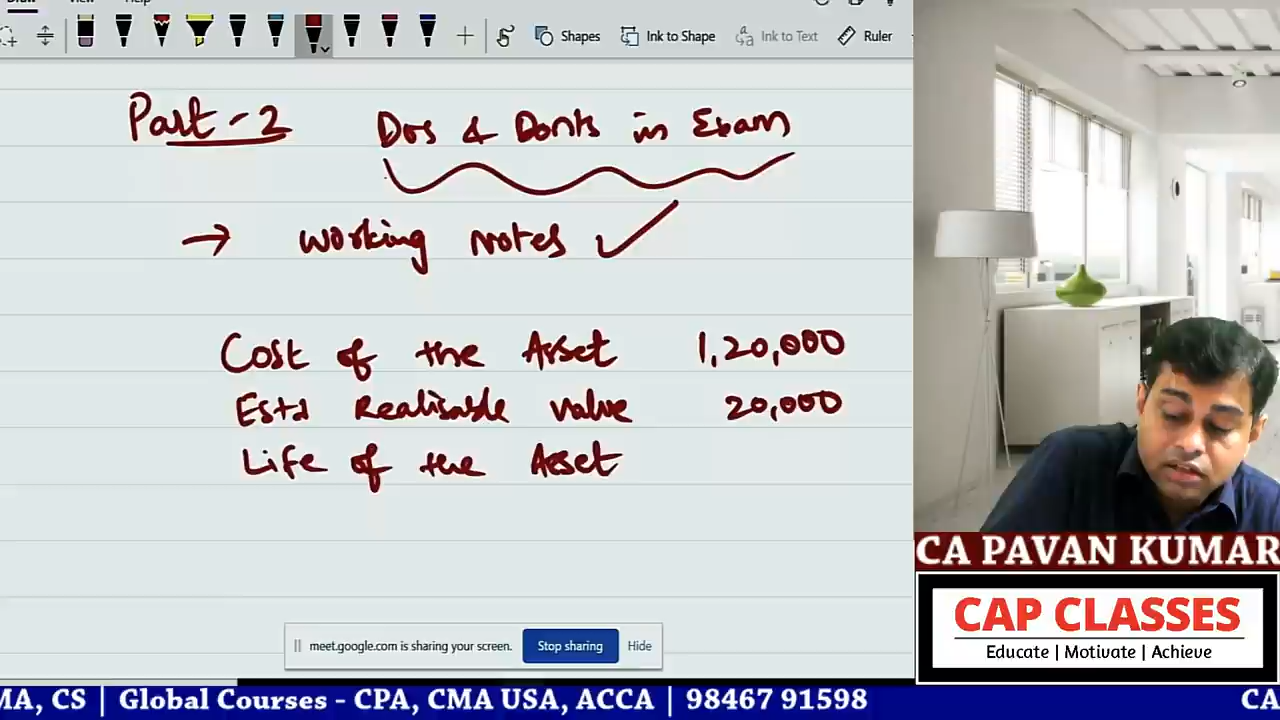 Shapes
Ink to Shape
Ink to Text
Ruler
Part - 2 Dos & Donts in Exam
→ Working notes ✓
Cost of the Asset 1,20,000
Estd Realisable value 20,000
Life of the Asset
meet.google.com is sharing your screen. Stop sharing Hide
CA PAVAN KUMAR
CAP CLASSES
Educate | Motivate | Achieve
MA, CS | Global Courses - CPA, CMA USA, ACCA | 98467 91598 CA